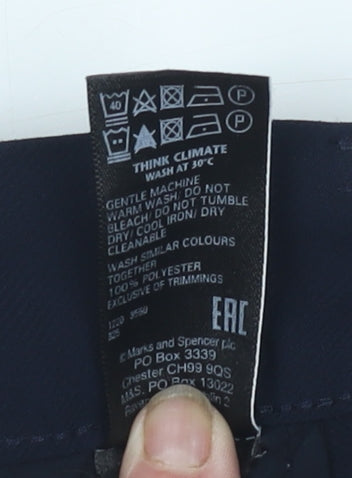 40 P
P
THINK CLIMATE
WASH AT 30°C
GENTLE MACHINE
WARM WASH/ DO NOT
BLEACH/ DO NOT TUMBLE
DRY/ COOL IRON/ DRY
CLEANABLE
WASH SIMILAR COLOURS
TOGETHER
100% POLYESTER
EXCLUSIVE OF TRIMMINGS
EAC
© Marks and Spencer plc
PO Box 3339
Chester CH99 9QS
M&S, PO Box 13022
2